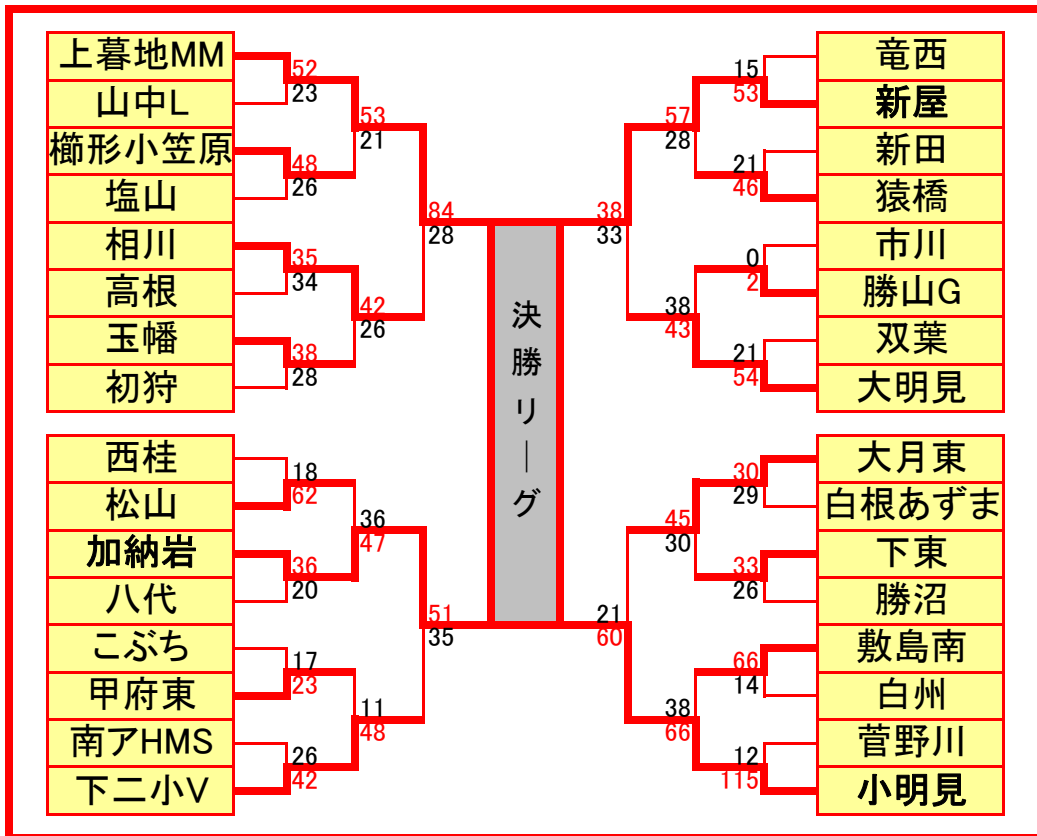 上暮地MM
52
23
山中L
53
21
櫛形小笠原
48
26
塩山
84
28
相川
35
34
高根
42
26
玉幡
38
28
初狩
西桂
18
62
松山
36
47
加納岩
36
20
八代
51
35
こぶち
17
23
甲府東
11
48
南アHMS
26
42
下二小V
決勝リーグ
竜西
15
53
新屋
57
28
新田
21
46
猿橋
38
33
市川
0
2
勝山G
38
43
双葉
21
54
大明見
大月東
30
29
白根あずま
45
30
下東
33
26
勝沼
21
60
敷島南
66
14
白州
38
66
菅野川
12
115
小明見